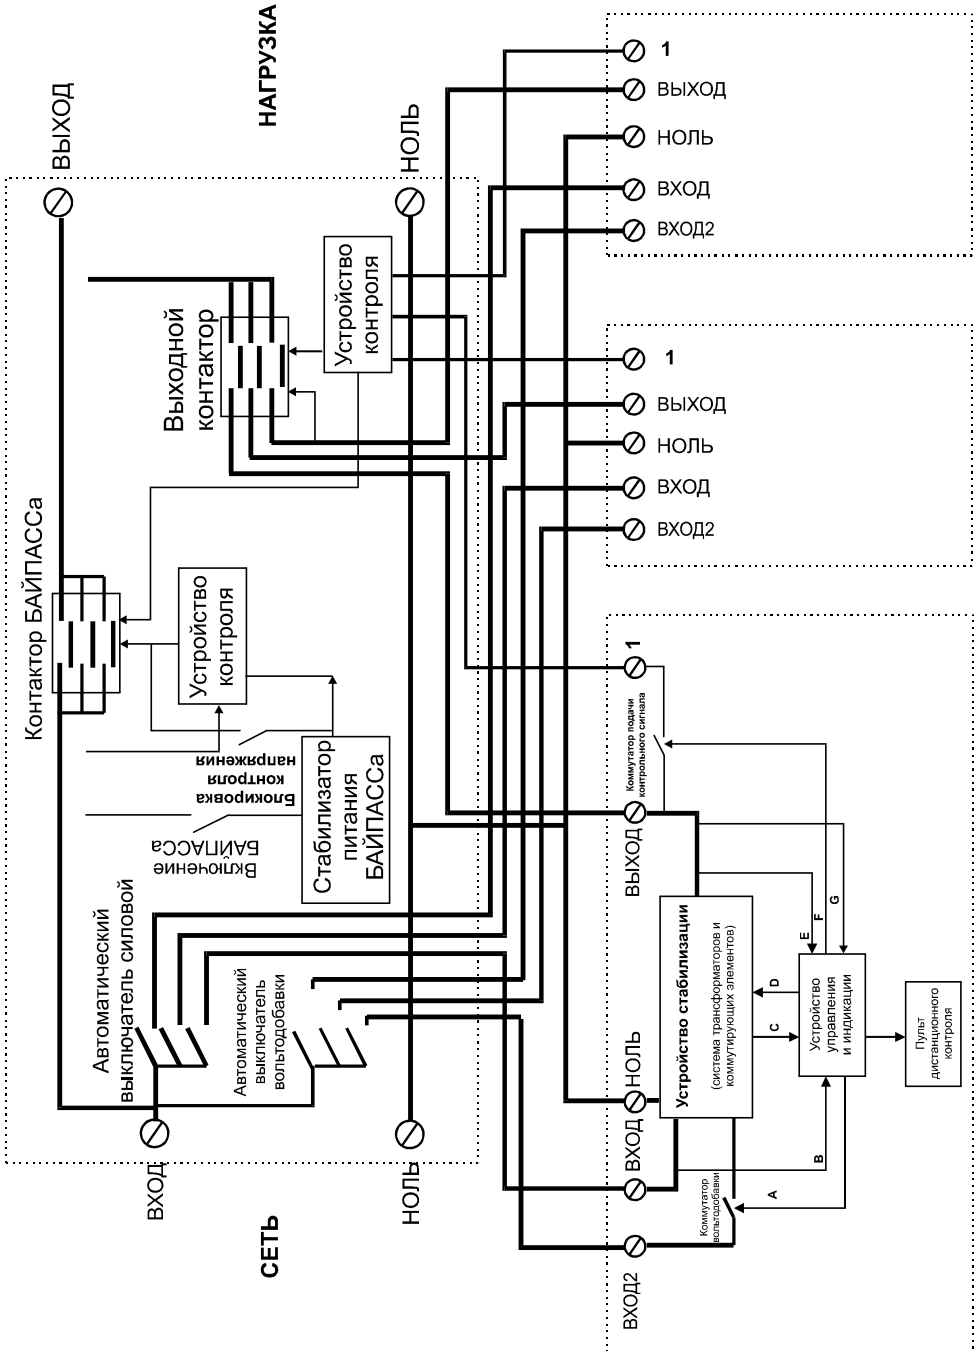 НАГРУЗКА
ВЫХОД
НОЛЬ
Выходной
контактор
Устройство
контроля
Контактор БАЙПАССа
Устройство
контроля
Блокировка
контроля
напряжения
Включение
БАЙПАССа
Стабилизатор
питания
БАЙПАССа
Автоматический
выключатель силовой
Автоматический
выключатель
вольтодобавки
ВХОД
НОЛЬ
СЕТЬ
1
ВЫХОД
НОЛЬ
ВХОД
ВХОД2
1
ВЫХОД
НОЛЬ
ВХОД
ВХОД2
1
Коммутатор подачи
контрольного сигнала
ВЫХОД
НОЛЬ
ВХОД
ВХОД2
Устройство стабилизации
(система трансформаторов и
коммутирующих элементов)
Коммутатор
вольтодобавки
Устройство
управления
и индикации
Пульт
дистанционного
контроля
A
B
C
D
E
F
G